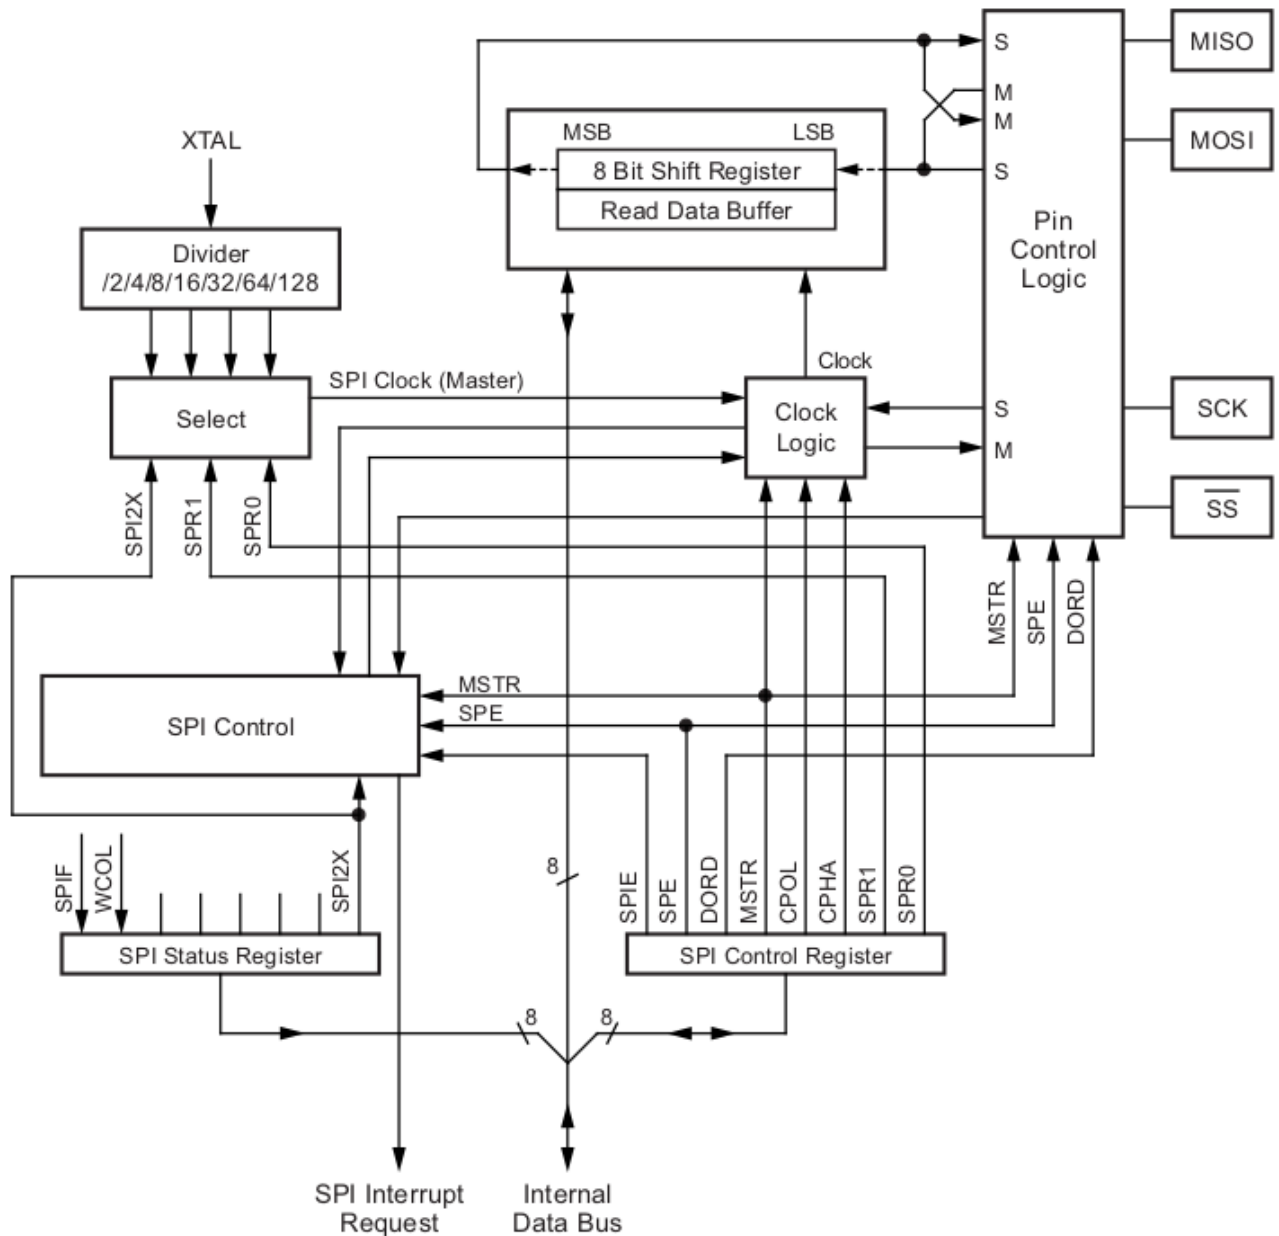 S
MISO
M
M
MSB
LSB
MOSI
XTAL
8 Bit Shift Register
S
Read Data Buffer
Pin
Control
Logic
Divider
/2/4/8/16/32/64/128
Clock
SPI Clock (Master)
Select
Clock
Logic
S
SCK
M
SPI2X
SPR1
SPR0
SS
MSTR
SPE
DORD
MSTR
SPE
SPI Control
SPIF
WCOL
SPI2X
8
SPIE
SPE
DORD
MSTR
CPOL
CPHA
SPR1
SPR0
SPI Status Register
SPI Control Register
8
8
SPI Interrupt
Request
Internal
Data Bus